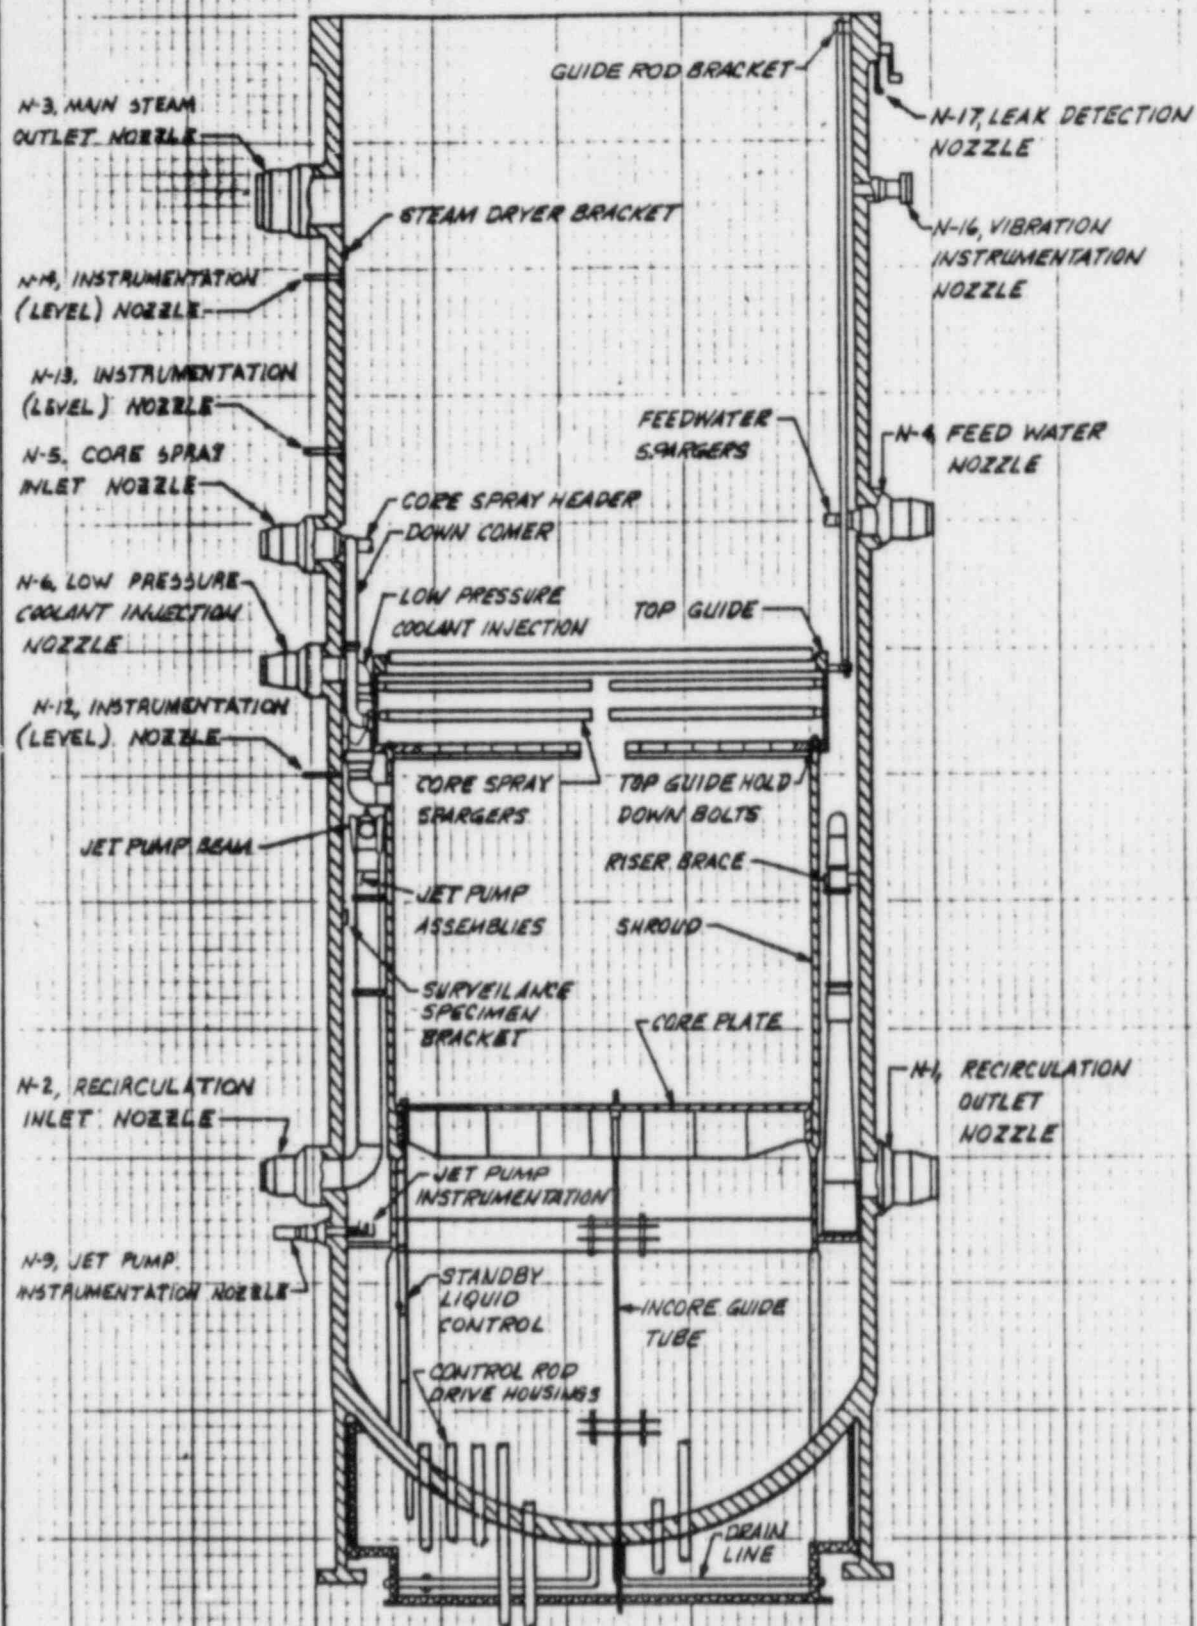 GUIDE ROD BRACKET
N-3, MAIN STEAM
OUTLET NOZZLE
N-17, LEAK DETECTION
NOZZLE
STEAM DRYER BRACKET
N-16, VIBRATION
INSTRUMENTATION
NOZZLE
N-14, INSTRUMENTATION
(LEVEL) NOZZLE
N-13, INSTRUMENTATION
(LEVEL) NOZZLE
FEEDWATER
SPARGERS
N-4, FEED WATER
NOZZLE
N-5, CORE SPRAY
INLET NOZZLE
CORE SPRAY HEADER
DOWN COMER
N-6, LOW PRESSURE
COOLANT INJECTION
NOZZLE
LOW PRESSURE
COOLANT INJECTION
TOP GUIDE
N-12, INSTRUMENTATION
(LEVEL) NOZZLE
CORE SPRAY
SPARGERS
TOP GUIDE HOLD
DOWN BOLTS
JET PUMP BEAM
RISER BRACE
JET PUMP
ASSEMBLIES
SHROUD
SURVEILANCE
SPECIMEN
BRACKET
CORE PLATE
N-2, RECIRCULATION
INLET NOZZLE
N-1, RECIRCULATION
OUTLET
NOZZLE
JET PUMP
INSTRUMENTATION
N-9, JET PUMP
INSTRUMENTATION NOZZLE
STANDBY
LIQUID
CONTROL
INCORE GUIDE
TUBE
CONTROL ROD
DRIVE HOUSINGS
DRAIN
LINE